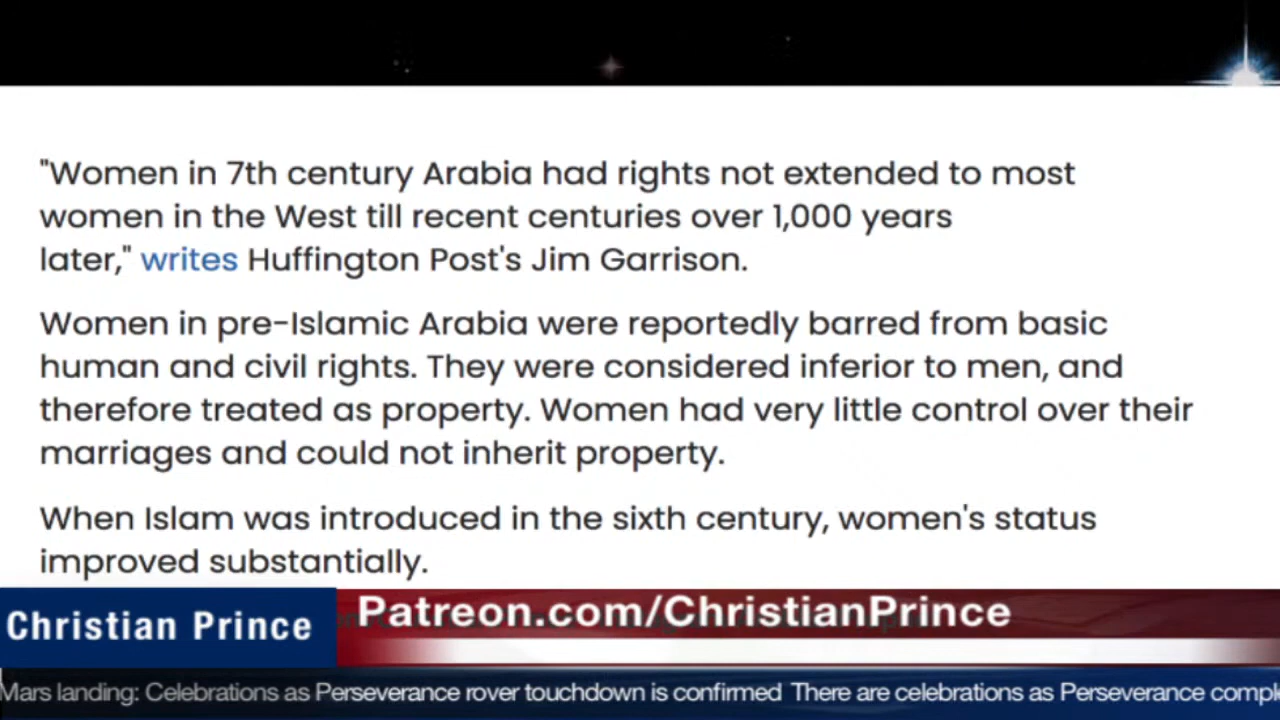 "Women in 7th century Arabia had rights not extended to most
women in the West till recent centuries over 1,000 years
later," writes Huffington Post's Jim Garrison.
Women in pre-Islamic Arabia were reportedly barred from basic
human and civil rights. They were considered inferior to men, and
therefore treated as property. Women had very little control over their
marriages and could not inherit property.
When Islam was introduced in the sixth century, women's status
improved substantially.
Christian Prince
Patreon.com/ChristianPrince
Mars landing: Celebrations as Perseverance rover touchdown is confirmed There are celebrations as Perseverance